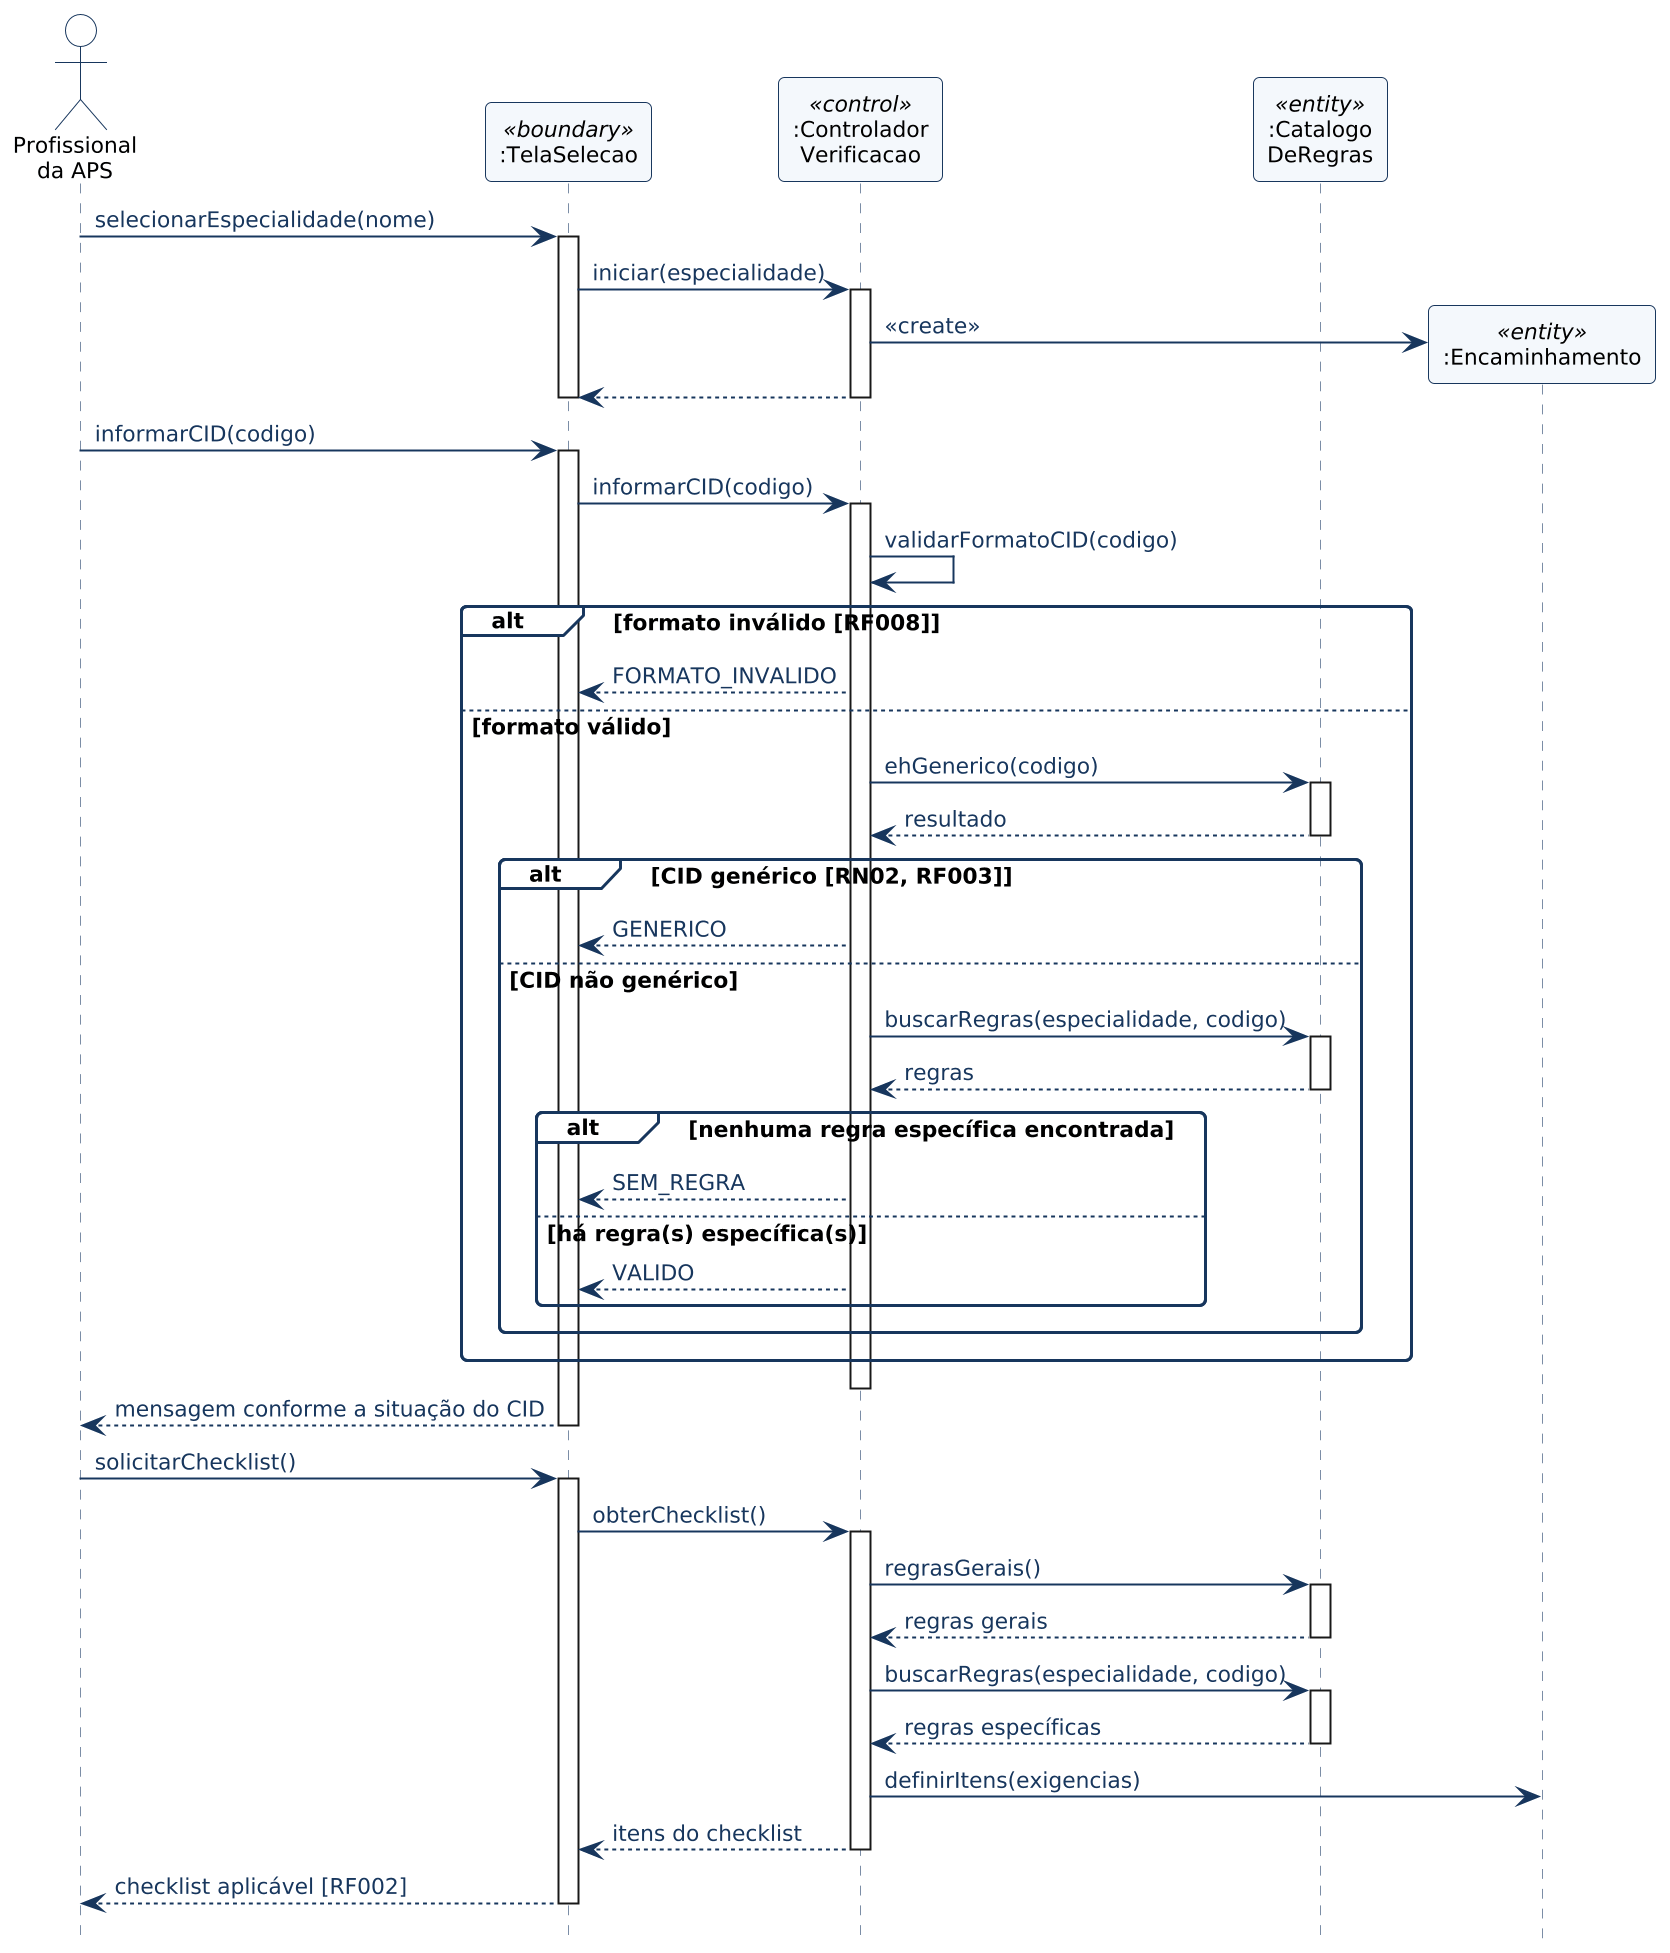 Profissional
da APS
«boundary»
:TelaSelecao
«control»
:Controlador
Verificacao
«entity»
:Catalogo
DeRegras
selecionarEspecialidade(nome)
iniciar(especialidade)
«create»
«entity»
:Encaminhamento
informarCID(codigo)
informarCID(codigo)
validarFormatoCID(codigo)
alt
[formato inválido [RF008]]
FORMATO_INVALIDO
[formato válido]
ehGenerico(codigo)
resultado
alt
[CID genérico [RN02, RF003]]
GENERICO
[CID não genérico]
buscarRegras(especialidade, codigo)
regras
alt
[nenhuma regra específica encontrada]
SEM_REGRA
[há regra(s) específica(s)]
VALIDO
mensagem conforme a situação do CID
solicitarChecklist()
obterChecklist()
regrasGerais()
regras gerais
buscarRegras(especialidade, codigo)
regras específicas
definirItens(exigencias)
itens do checklist
checklist aplicável [RF002]